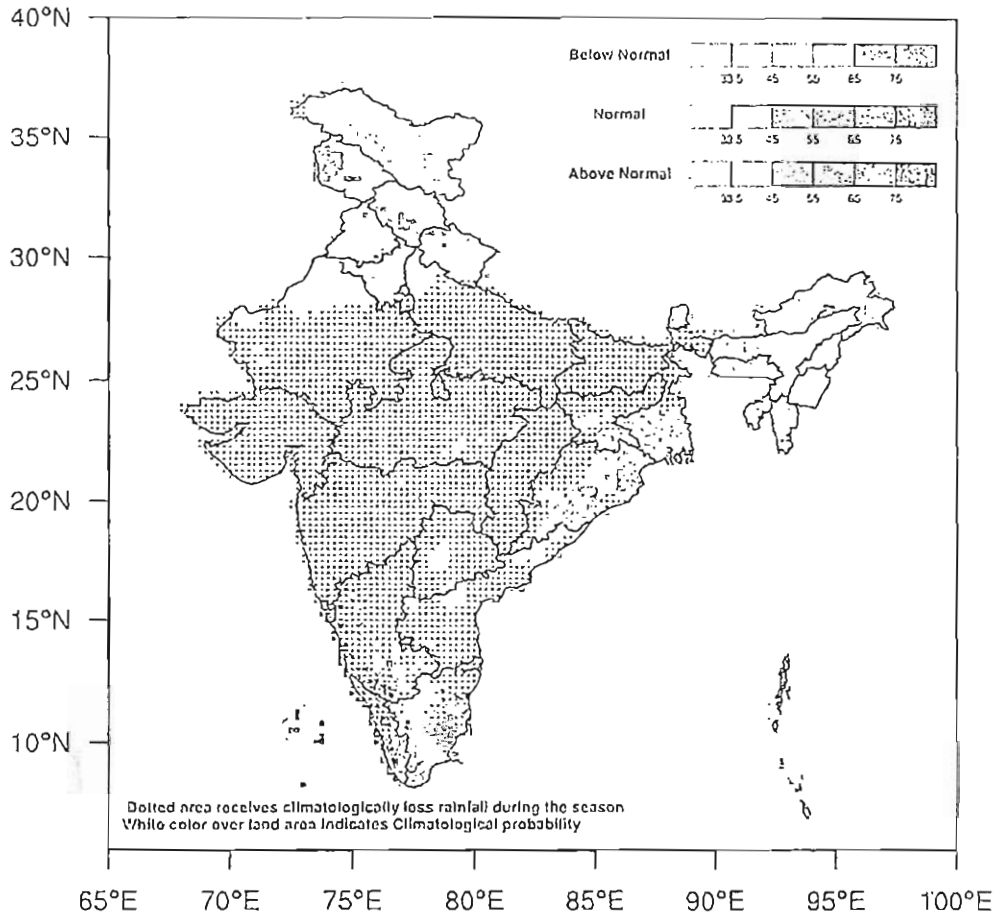 40°N
Below Normal
33.5 45 55 65 75
35°N
Normal
33.5 45 55 65 75
Above Normal
33.5 45 55 65 75
30°N
25°N
20°N
15°N
10°N
Dotted area receives climatologically less rainfall during the season
White color over land area indicates Climatological probability
65°E 70°E 75°E 80°E 85°E 90°E 95°E 100°E